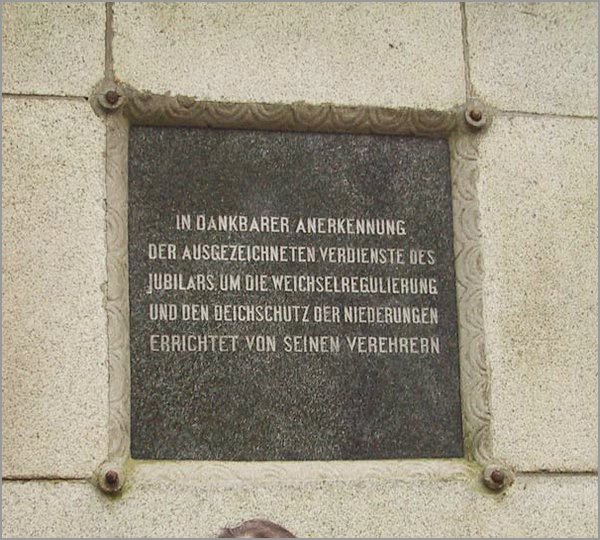 IN DANKBARER ANERKENNUNG
DER AUSGEZEICHNETEN VERDIENSTE DES
JUBILARS UM DIE WEICHSELREGULIERUNG
UND DEN DEICHSCHUTZ DER NIEDERUNGEN
ERRICHTET VON SEINEN VEREHRERN